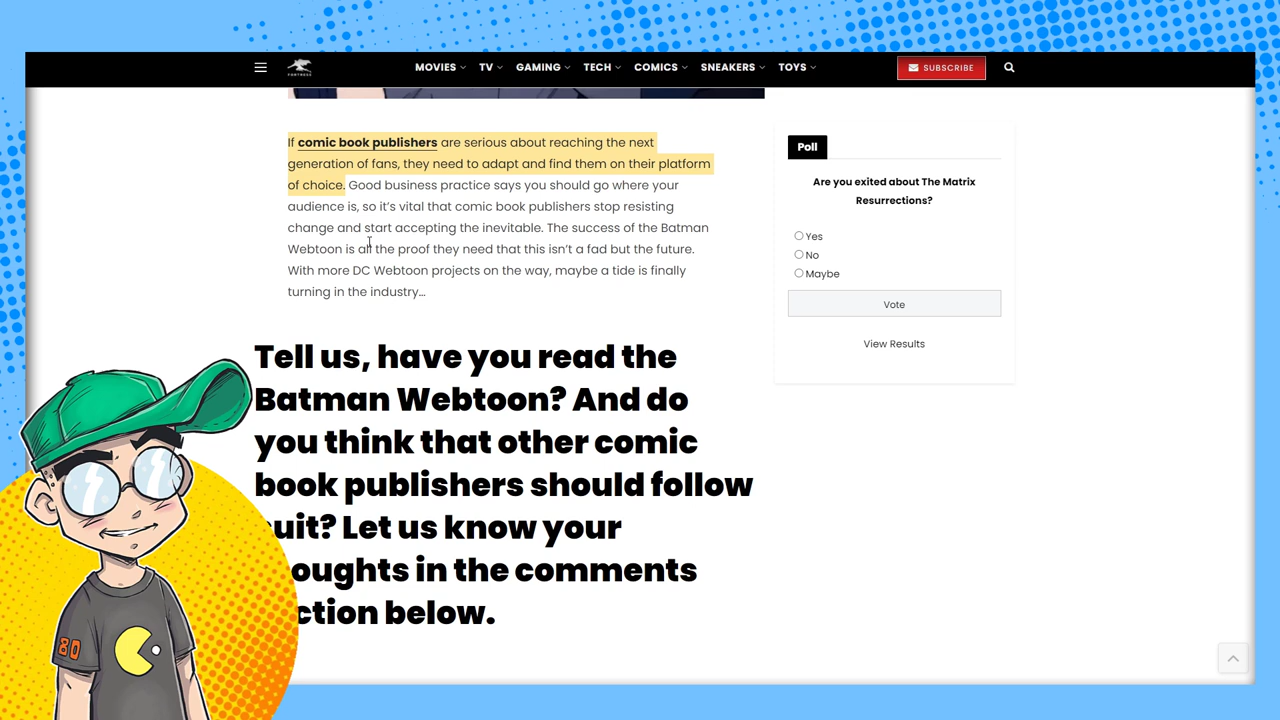 MOVIES TV GAMING TECH COMICS SNEAKERS TOYS SUBSCRIBE
FORTRESS
If comic book publishers are serious about reaching the next
generation of fans, they need to adapt and find them on their platform
of choice. Good business practice says you should go where your
audience is, so it's vital that comic book publishers stop resisting
change and start accepting the inevitable. The success of the Batman
Webtoon is all the proof they need that this isn't a fad but the future.
With more DC Webtoon projects on the way, maybe a tide is finally
turning in the industry…
Tell us, have you read the
Batman Webtoon? And do
you think that other comic
book publishers should follow
uit? Let us know your
oughts in the comments
ction below.
Poll
Are you exited about The Matrix
Resurrections?
Yes
No
Maybe
Vote
View Results
80